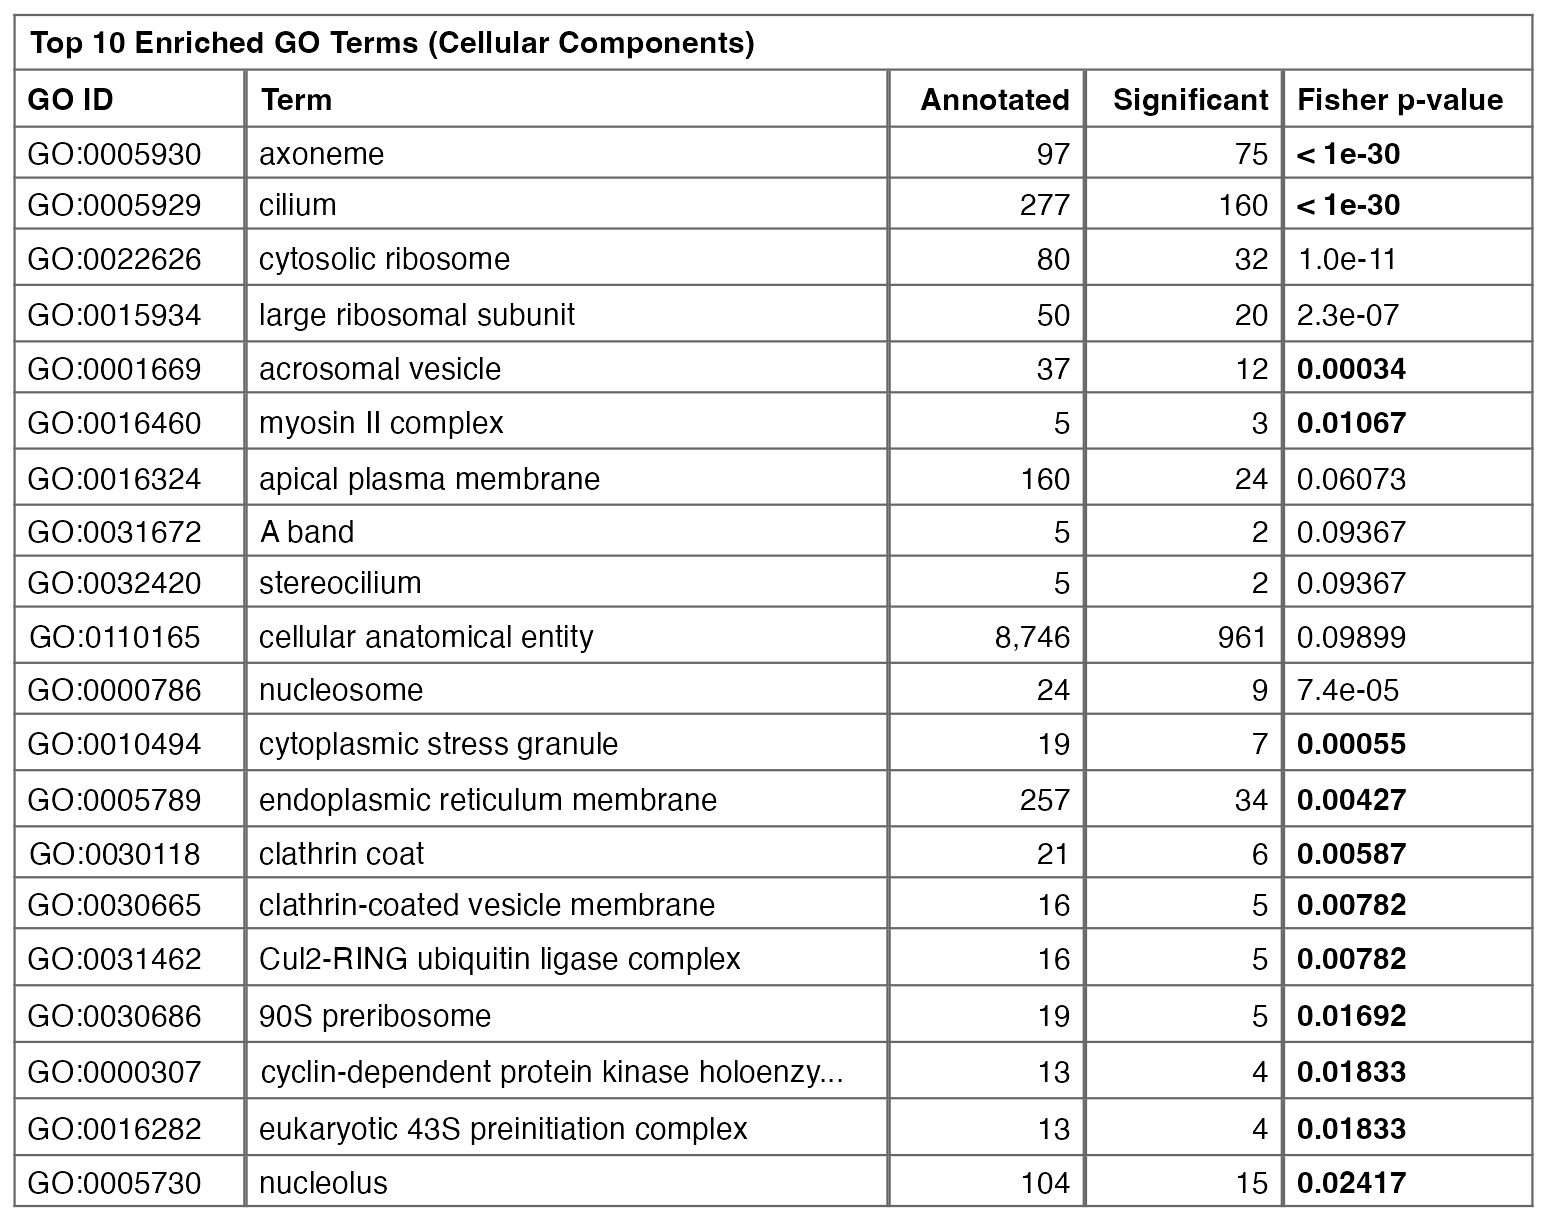 Top 10 Enriched GO Terms (Cellular Components)
GO ID Term Annotated Significant Fisher p-value
GO:0005930 axoneme 97 75 < 1e-30
GO:0005929 cilium 277 160 < 1e-30
GO:0022626 cytosolic ribosome 80 32 1.0e-11
GO:0015934 large ribosomal subunit 50 20 2.3e-07
GO:0001669 acrosomal vesicle 37 12 0.00034
GO:0016460 myosin II complex 5 3 0.01067
GO:0016324 apical plasma membrane 160 24 0.06073
GO:0031672 A band 5 2 0.09367
GO:0032420 stereocilium 5 2 0.09367
GO:0110165 cellular anatomical entity 8,746 961 0.09899
GO:0000786 nucleosome 24 9 7.4e-05
GO:0010494 cytoplasmic stress granule 19 7 0.00055
GO:0005789 endoplasmic reticulum membrane 257 34 0.00427
GO:0030118 clathrin coat 21 6 0.00587
GO:0030665 clathrin-coated vesicle membrane 16 5 0.00782
GO:0031462 Cul2-RING ubiquitin ligase complex 16 5 0.00782
GO:0030686 90S preribosome 19 5 0.01692
GO:0000307 cyclin-dependent protein kinase holoenzy... 13 4 0.01833
GO:0016282 eukaryotic 43S preinitiation complex 13 4 0.01833
GO:0005730 nucleolus 104 15 0.02417